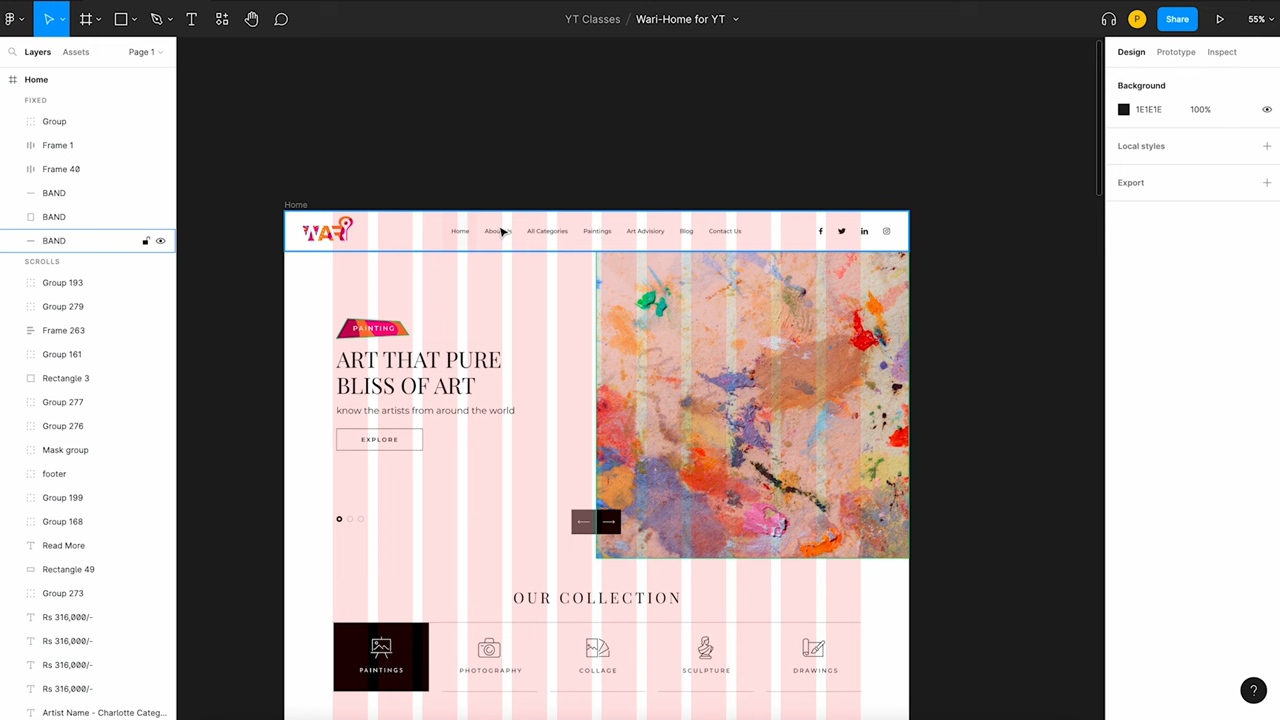 YT Classes / Wari-Home for YT
Share
55%
Layers
Assets
Page 1
Home
FIXED
Group
Frame 1
Frame 40
BAND
BAND
BAND
SCROLLS
Group 193
Group 279
Frame 263
Group 161
Rectangle 3
Group 277
Group 276
Mask group
footer
Group 199
Group 168
Read More
Rectangle 49
Group 273
Rs 316,000/-
Rs 316,000/-
Rs 316,000/-
Rs 316,000/-
Artist Name - Charlotte Categ...
Home
WARI
Home
All Categories
Paintings
Art Advisory
Blog
Contact Us
PAINTING
ART THAT PURE
BLISS OF ART
know the artists from around the world
EXPLORE
OUR COLLECTION
PAINTINGS
PHOTOGRAPHY
COLLAGE
SCULPTURE
DRAWINGS
P
Design
Prototype
Inspect
Background
1E1E1E
100%
Local styles
Export
?